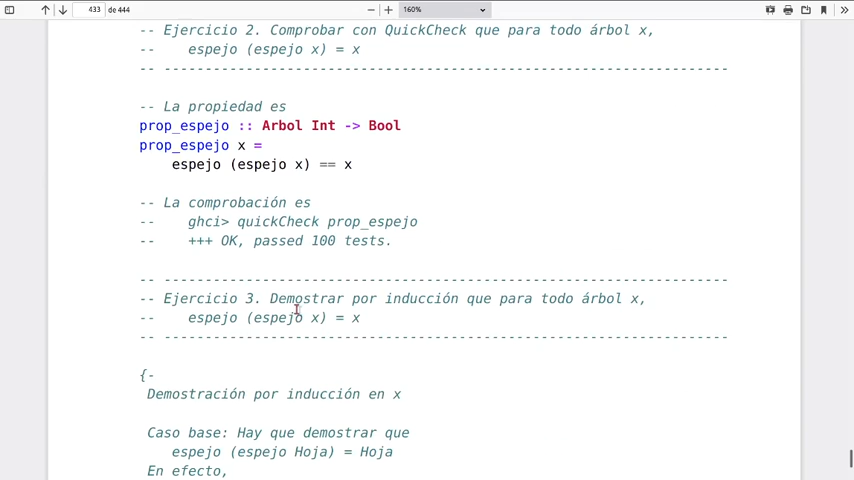 433 de 444
160%
-- Ejercicio 2. Comprobar con QuickCheck que para todo árbol x,
-- espejo (espejo x) = x
-- ---------------------------------------------------------------------
-- La propiedad es
prop_espejo :: Arbol Int -> Bool
prop_espejo x =
espejo (espejo x) == x
-- La comprobación es
-- ghci> quickCheck prop_espejo
-- +++ OK, passed 100 tests.
-- ---------------------------------------------------------------------
-- Ejercicio 3. Demostrar por inducción que para todo árbol x,
-- espejo (espejo x) = x
-- ---------------------------------------------------------------------
{-
Demostración por inducción en x
Caso base: Hay que demostrar que
espejo (espejo Hoja) = Hoja
En efecto,